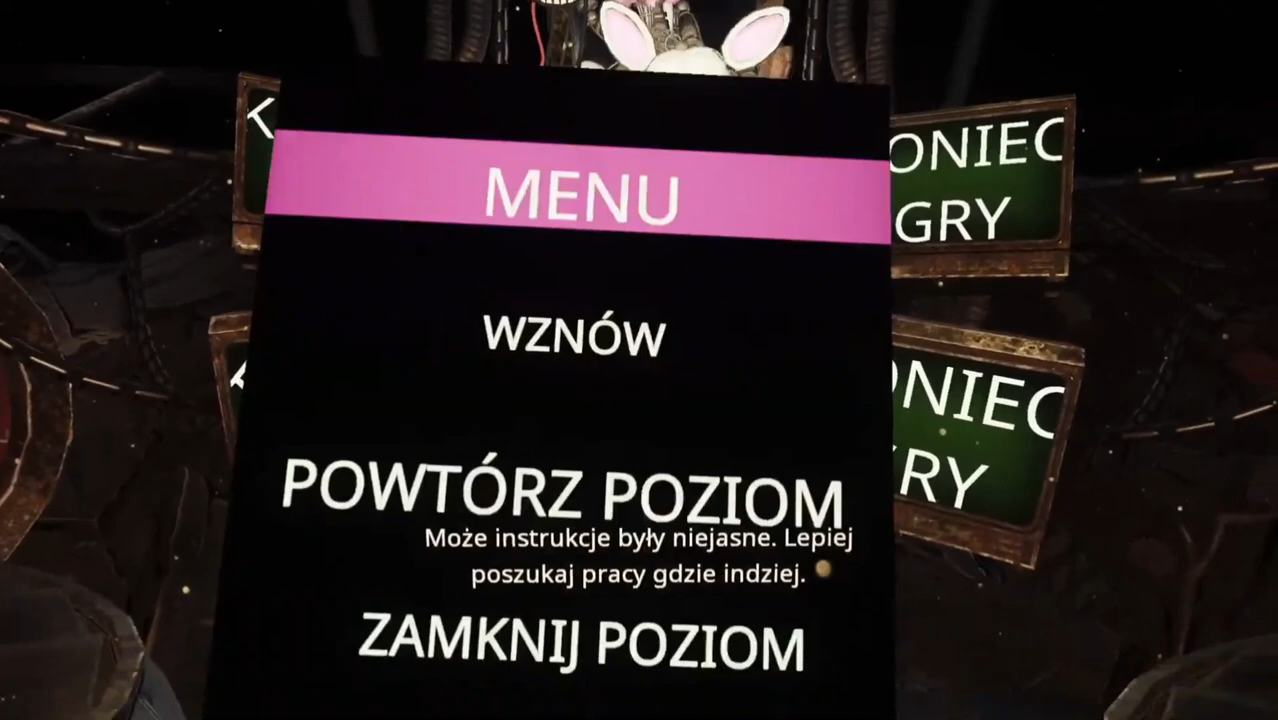 MENU
ONIEC
GRY
WZNÓW
ONIEC
RY
POWTÓRZ POZIOM
Może instrukcje były niejasne. Lepiej
poszukaj pracy gdzie indziej.
ZAMKNIJ POZIOM